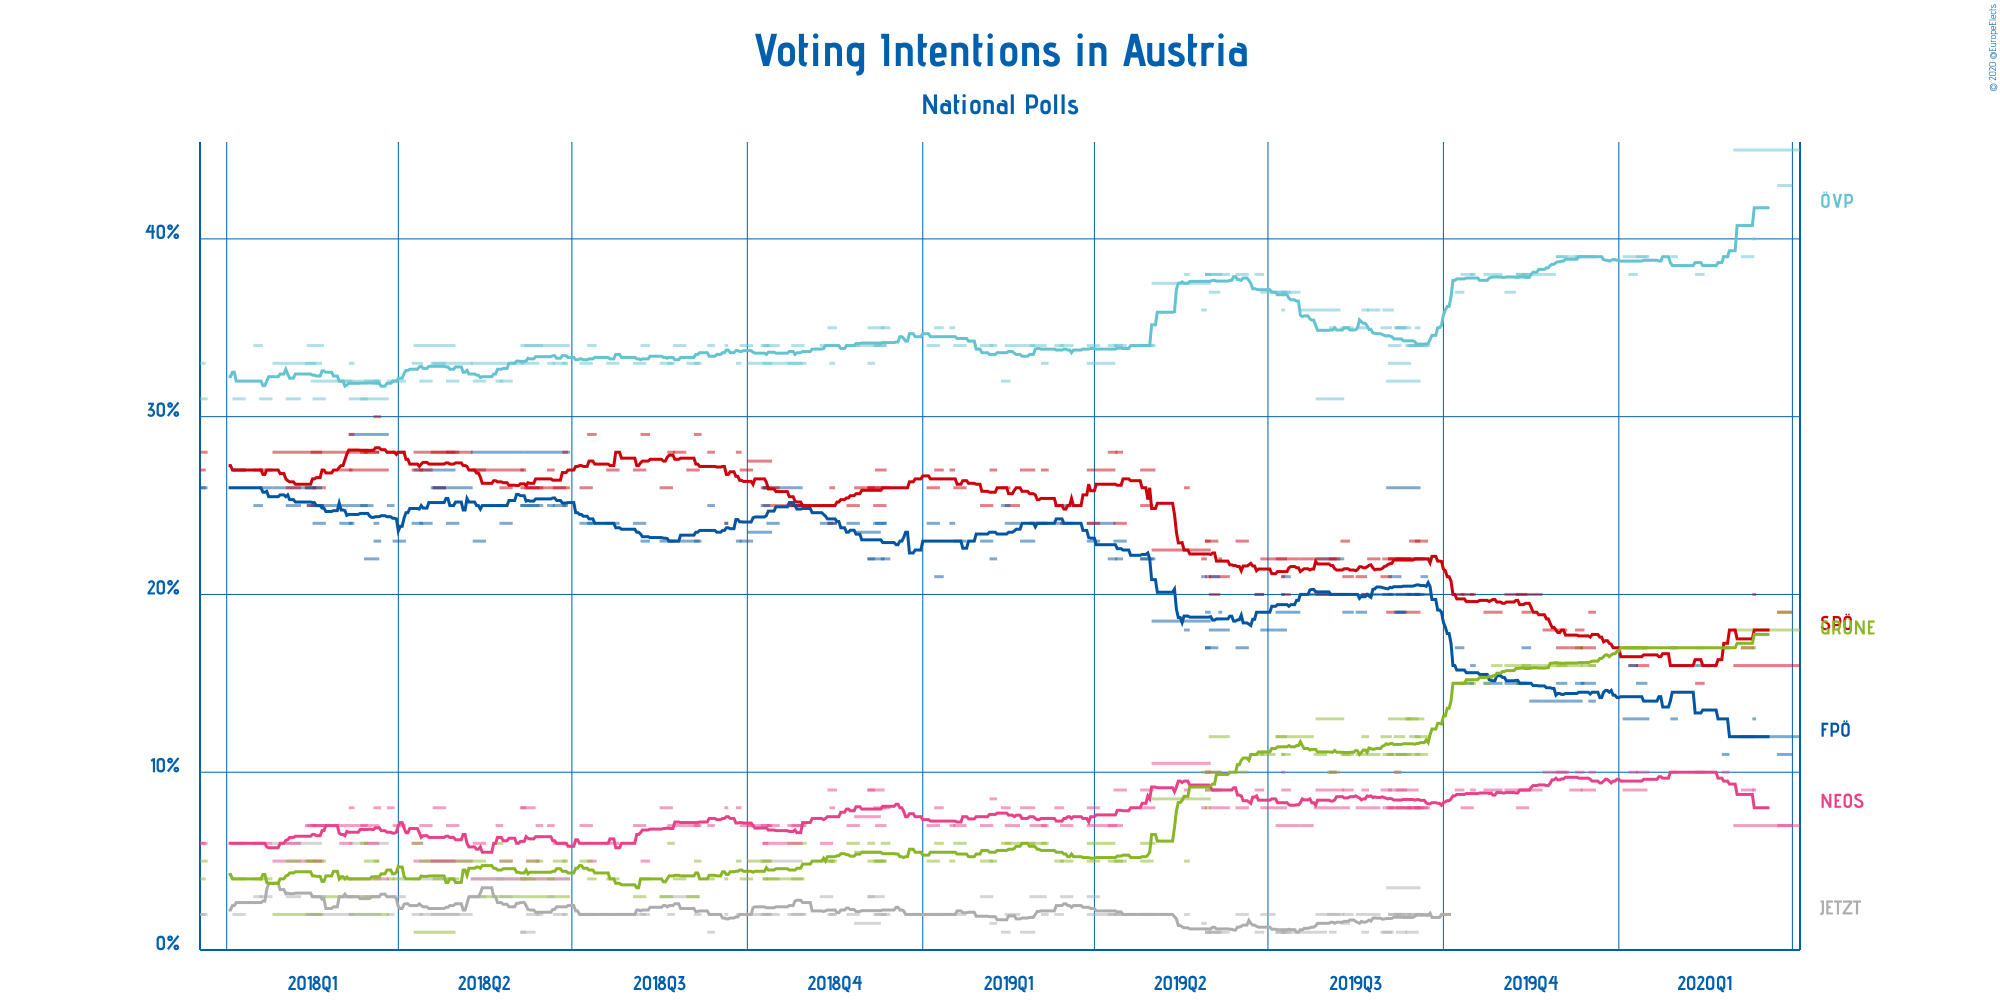 Voting Intentions in Austria
National Polls
© 2020 @EuropeElects
40%
30%
20%
10%
0%
ÖVP
SPÖ
GRÜNE
FPÖ
NEOS
JETZT
2018Q1
2018Q2
2018Q3
2018Q4
2019Q1
2019Q2
2019Q3
2019Q4
2020Q1